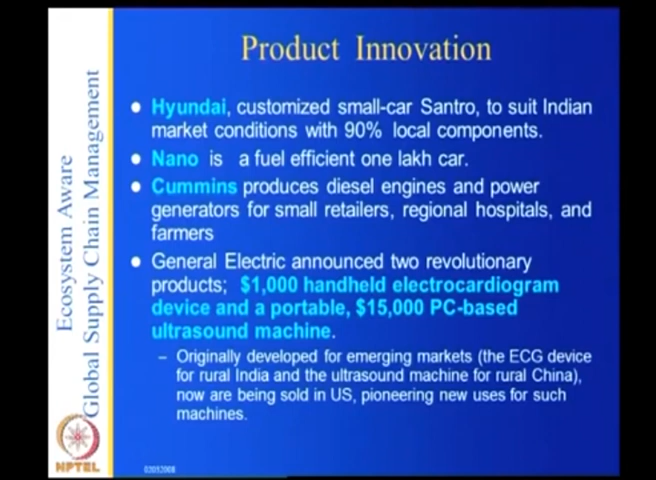 Product Innovation
● Hyundai, customized small-car Santro, to suit Indian
market conditions with 90% local components.
● Nano is a fuel efficient one lakh car.
● Cummins produces diesel engines and power
generators for small retailers, regional hospitals, and
farmers
● General Electric announced two revolutionary
products; $1,000 handheld electrocardiogram
device and a portable, $15,000 PC-based
ultrasound machine.
– Originally developed for emerging markets (the ECG device
for rural India and the ultrasound machine for rural China),
now are being sold in US, pioneering new uses for such
machines.
Ecosystem Aware
Global Supply Chain Management
NPTEL